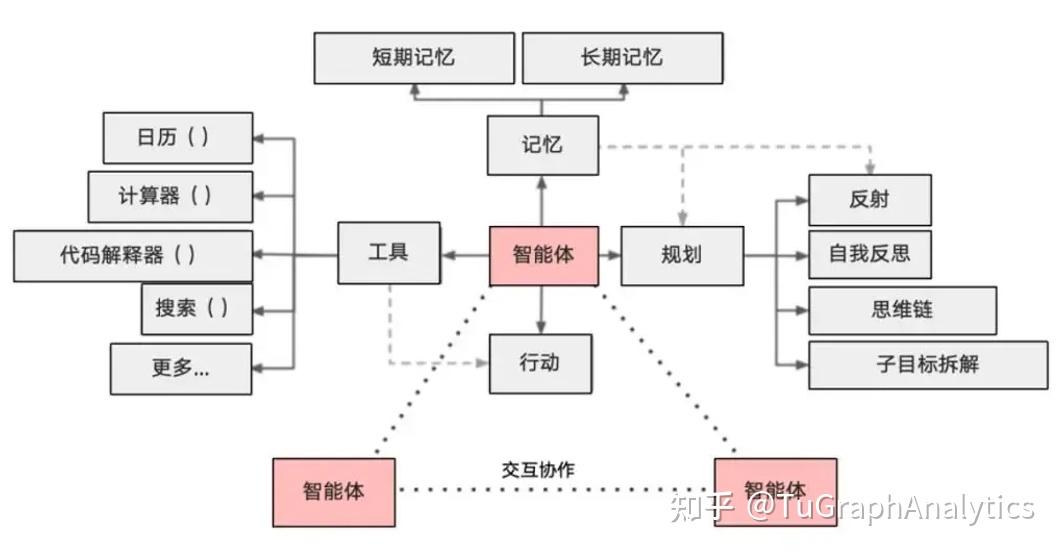 短期记忆
长期记忆
日历（）
记忆
计算器（）
反射
代码解释器（）
工具
智能体
规划
自我反思
搜索（）
思维链
更多...
行动
子目标拆解
交互协作
智能体
智能体
知乎 @TuGraphAnalytics